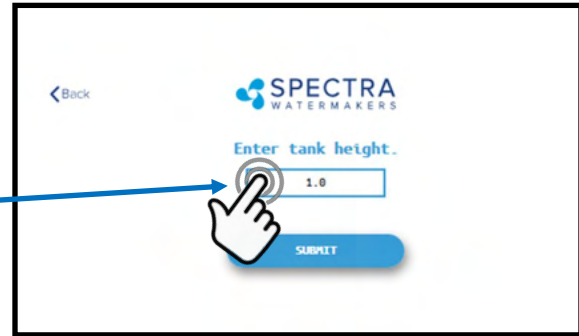 Back
SPECTRA
WATERMAKERS
Enter tank height.
1.0
SUBMIT